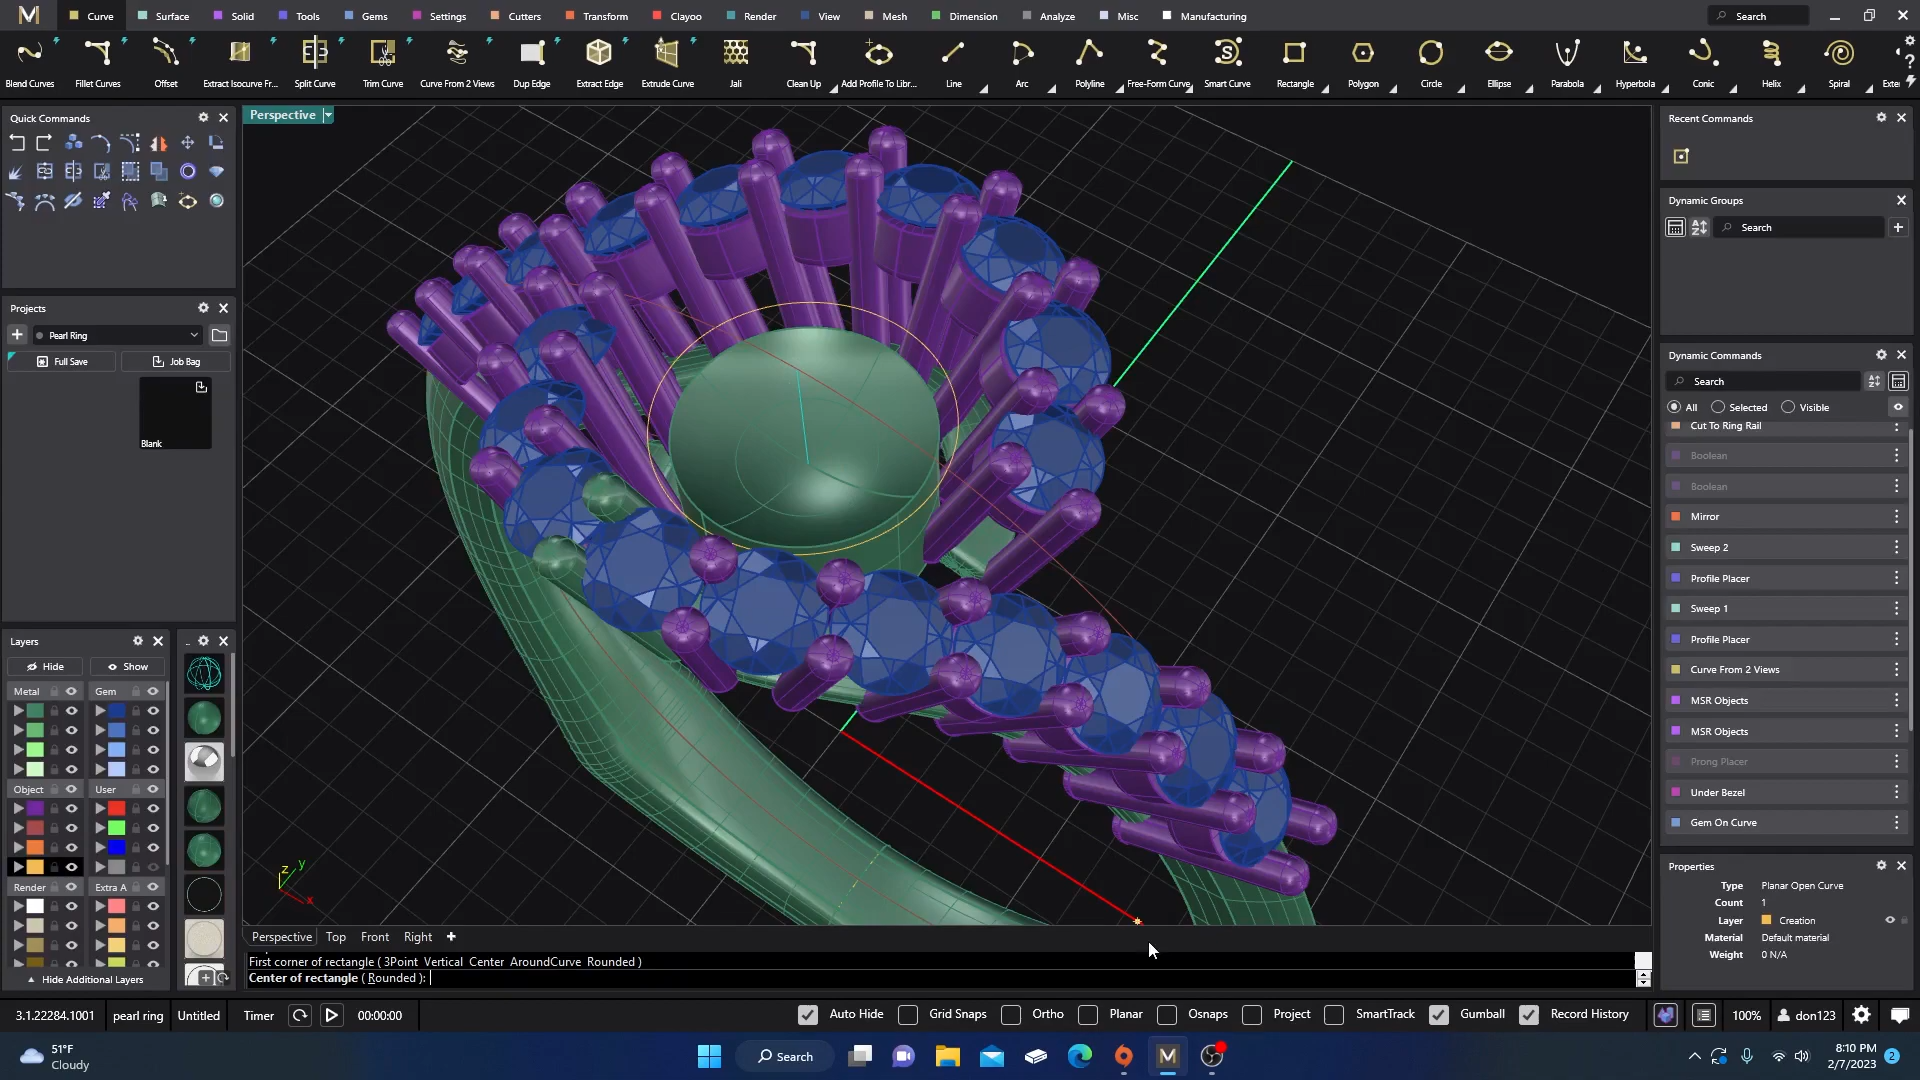 Curve Surface Solid Tools Gems Settings Cutters Transform Clayoo Render View Mesh Dimension Analyze Misc Manufacturing Search
Blend Curves Fillet Curves Offset Extract Isocurve Fr... Split Curve Trim Curve Curve From 2 Views Dup Edge Extract Edge Extrude Curve Jali Clean Up Add Profile To Libr... Line Arc Polyline Free-Form Curve Smart Curve Rectangle Polygon Circle Ellipse Parabola Hyperbola Conic Helix Spiral
Quick Commands
Projects
Pearl Ring
Full Save Job Bag
Blank
Layers
Hide Show
Metal Gem
Object User
Render Extra A
Hide Additional Layers
Perspective
z y x
Perspective Top Front Right
First corner of rectangle ( 3Point Vertical Center AroundCurve Rounded )
Center of rectangle ( Rounded ):
Recent Commands
Dynamic Groups
Search
Dynamic Commands
Search
All Selected Visible
Cut To Ring Rail
Boolean
Boolean
Mirror
Sweep 2
Profile Placer
Sweep 1
Profile Placer
Curve From 2 Views
MSR Objects
MSR Objects
Prong Placer
Under Bezel
Gem On Curve
Properties
Type Planar Open Curve
Count 1
Layer Creation
Material Default material
Weight 0 N/A
3.1.22284.1001 pearl ring Untitled Timer 00:00:00 Auto Hide Grid Snaps Ortho Planar Osnaps Project SmartTrack Gumball Record History 100% don123
51°F
Cloudy
Search
8:10 PM
2/7/2023
2